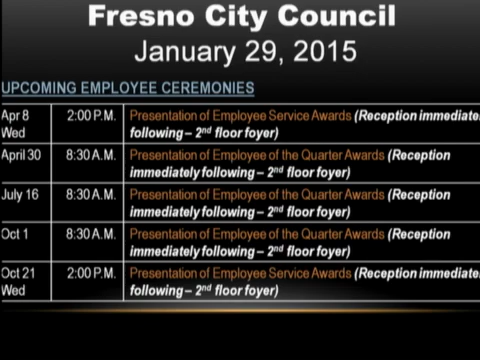 Fresno City Council
January 29, 2015
UPCOMING EMPLOYEE CEREMONIES
Apr 8 2:00 P.M. Presentation of Employee Service Awards (Reception immediate
Wed following – 2nd floor foyer)
April 30 8:30 A.M. Presentation of Employee of the Quarter Awards (Reception
immediately following – 2nd floor foyer)
July 16 8:30 A.M. Presentation of Employee of the Quarter Awards (Reception
immediately following – 2nd floor foyer)
Oct 1 8:30 A.M. Presentation of Employee of the Quarter Awards (Reception
immediately following – 2nd floor foyer)
Oct 21 2:00 P.M. Presentation of Employee Service Awards (Reception immediate
Wed following – 2nd floor foyer)